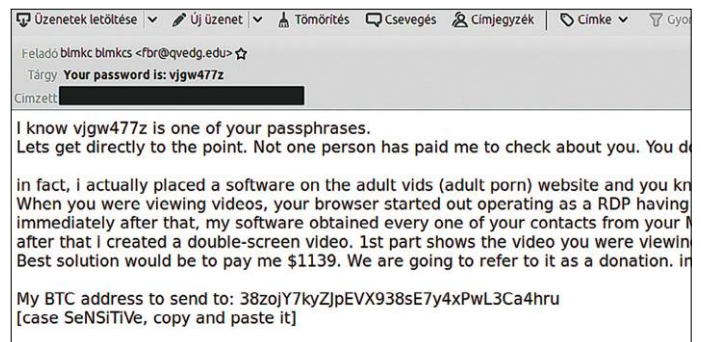 Üzenetek letöltése Új üzenet Tömörítés Csevegés Címjegyzék Címke Gyor
Feladó blmkc blmkcs <fbr@qvedg.edu>
Tárgy Your password is: vjgw477z
Címzett
I know vjgw477z is one of your passphrases.
Lets get directly to the point. Not one person has paid me to check about you. You do
in fact, i actually placed a software on the adult vids (adult porn) website and you kn
When you were viewing videos, your browser started out operating as a RDP having
immediately after that, my software obtained every one of your contacts from your M
after that i created a double-screen video. 1st part shows the video you were viewin
Best solution would be to pay me $1139. We are going to refer to it as a donation. in
My BTC address to send to: 38zojY7kyZJpEVX938sE7y4xPwL3Ca4hru
[case SeNSiTiVe, copy and paste it]